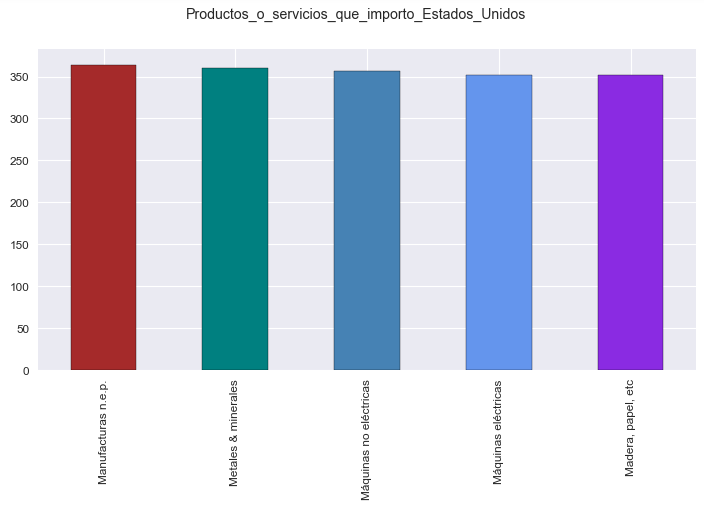 Productos_o_servicios_que_importo_Estados_Unidos
350
300
250
200
150
100
50
0
Manufacturas n.e.p.
Metales & minerales
Máquinas no eléctricas
Máquinas eléctricas
Madera, papel, etc